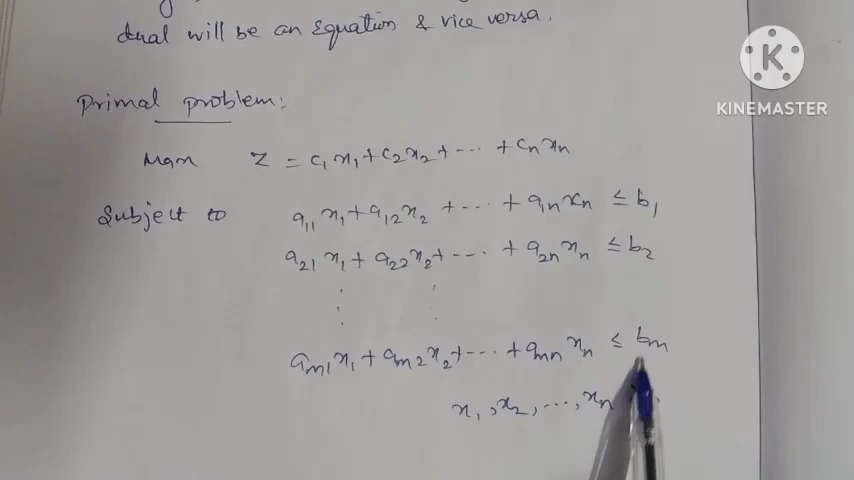 dual will be an Equation & vice versa.
KINEMASTER
Primal problem:
Max Z = c₁x₁ + c₂x₂ + --- + cₙxₙ
Subject to a₁₁x₁ + a₁₂x₂ + --- + a₁ₙxₙ ≤ b₁
a₂₁x₁ + a₂₂x₂ + --- + a₂ₙxₙ ≤ b₂
⋮ ⋮
aₘ₁x₁ + aₘ₂x₂ + --- + aₘₙxₙ ≤ bₘ
x₁, x₂, ..., xₙ